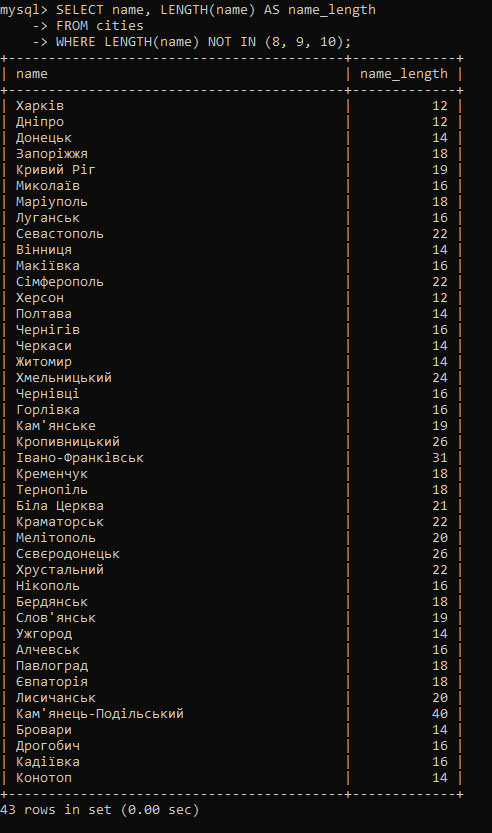 mysql> SELECT name, LENGTH(name) AS name_length
    -> FROM cities
    -> WHERE LENGTH(name) NOT IN (8, 9, 10);
+------------------------------------------+-------------+
| name                                     | name_length |
+------------------------------------------+-------------+
| Харків                                   |          12 |
| Дніпро                                   |          12 |
| Донецьк                                  |          14 |
| Запоріжжя                                |          18 |
| Кривий Ріг                               |          19 |
| Миколаїв                                 |          16 |
| Маріуполь                                |          18 |
| Луганськ                                 |          16 |
| Севастополь                              |          22 |
| Вінниця                                  |          14 |
| Макіївка                                 |          16 |
| Сімферополь                              |          22 |
| Херсон                                   |          12 |
| Полтава                                  |          14 |
| Чернігів                                 |          16 |
| Черкаси                                  |          14 |
| Житомир                                  |          14 |
| Хмельницький                             |          24 |
| Чернівці                                 |          16 |
| Горлівка                                 |          16 |
| Кам'янське                               |          19 |
| Кропивницький                            |          26 |
| Івано-Франківськ                         |          31 |
| Кременчук                                |          18 |
| Тернопіль                                |          18 |
| Біла Церква                              |          21 |
| Краматорськ                              |          22 |
| Мелітополь                               |          20 |
| Сєвєродонецьк                            |          26 |
| Хрустальний                              |          22 |
| Нікополь                                 |          16 |
| Бердянськ                                |          18 |
| Слов'янськ                               |          19 |
| Ужгород                                  |          14 |
| Алчевськ                                 |          16 |
| Павлоград                                |          18 |
| Євпаторія                                |          18 |
| Лисичанськ                               |          20 |
| Кам'янець-Подільський                    |          40 |
| Бровари                                  |          14 |
| Дрогобич                                 |          16 |
| Кадіївка                                 |          16 |
| Конотоп                                  |          14 |
+------------------------------------------+-------------+
43 rows in set (0.00 sec)